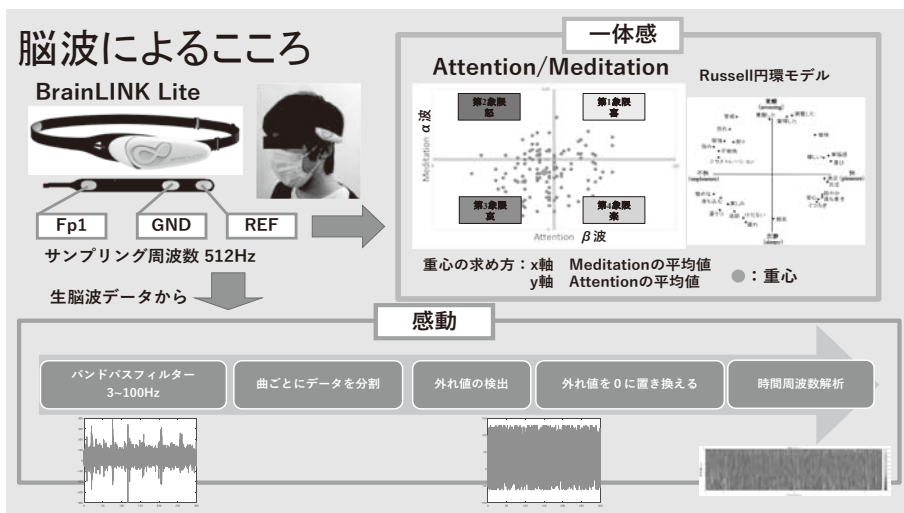 脳波によるこころ
BrainLINK Lite
Fp1
GND
REF
サンプリング周波数 512Hz
生脳波データから
一体感
Attention/Meditation
Meditation α波
第2象限
怒
第1象限
喜
第3象限
哀
第4象限
楽
Attention β波
重心の求め方：x軸 Meditationの平均値
y軸 Attentionの平均値
：重心
Russell円環モデル
感動
バンドパスフィルター
3~100Hz
曲ごとにデータを分割
外れ値の検出
外れ値を０に置き換える
時間周波数解析